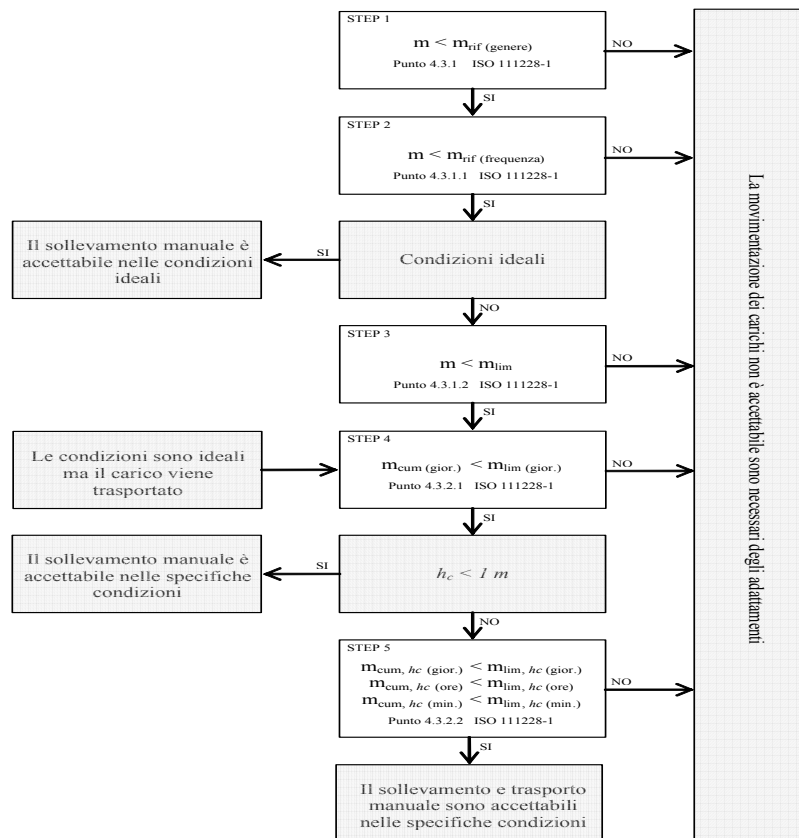 STEP 1
m < mrif (genere)
Punto 4.3.1 ISO 111228-1
NO
SI
STEP 2
m < mrif (frequenza)
Punto 4.3.1.1 ISO 111228-1
NO
SI
Il sollevamento manuale è
accettabile nelle condizioni
ideali
SI
Condizioni ideali
NO
STEP 3
m < mlim
Punto 4.3.1.2 ISO 111228-1
NO
SI
Le condizioni sono ideali
ma il carico viene
trasportato
STEP 4
mcum (gior.) < mlim (gior.)
Punto 4.3.2.1 ISO 111228-1
NO
SI
Il sollevamento manuale è
accettabile nelle specifiche
condizioni
SI
hc < 1 m
NO
STEP 5
mcum, hc (gior.) < mlim, hc (gior.)
mcum, hc (ore) < mlim, hc (ore)
mcum, hc (min.) < mlim, hc (min.)
Punto 4.3.2.2 ISO 111228-1
NO
SI
Il sollevamento e trasporto
manuale sono accettabili
nelle specifiche condizioni
La movimentazione dei carichi non è accettabile sono necessari degli adattamenti